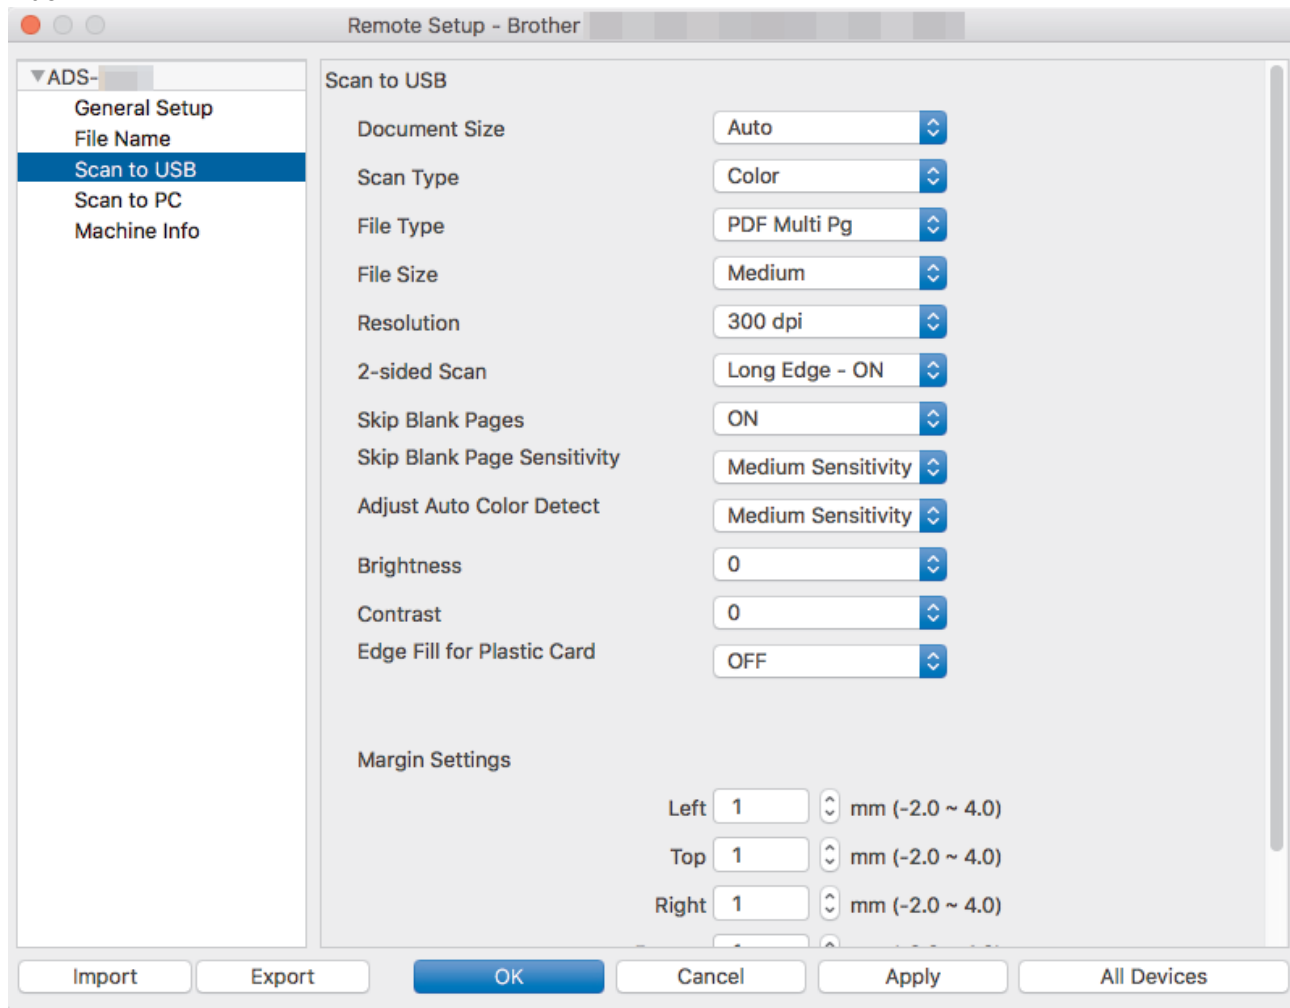 Remote Setup - Brother
ADS-
General Setup
File Name
Scan to USB
Scan to PC
Machine Info
Scan to USB
Document Size Auto
Scan Type Color
File Type PDF Multi Pg
File Size Medium
Resolution 300 dpi
2-sided Scan Long Edge - ON
Skip Blank Pages ON
Skip Blank Page Sensitivity Medium Sensitivity
Adjust Auto Color Detect Medium Sensitivity
Brightness 0
Contrast 0
Edge Fill for Plastic Card OFF
Margin Settings
Left 1 mm (-2.0 ~ 4.0)
Top 1 mm (-2.0 ~ 4.0)
Right 1 mm (-2.0 ~ 4.0)
Import Export OK Cancel Apply All Devices